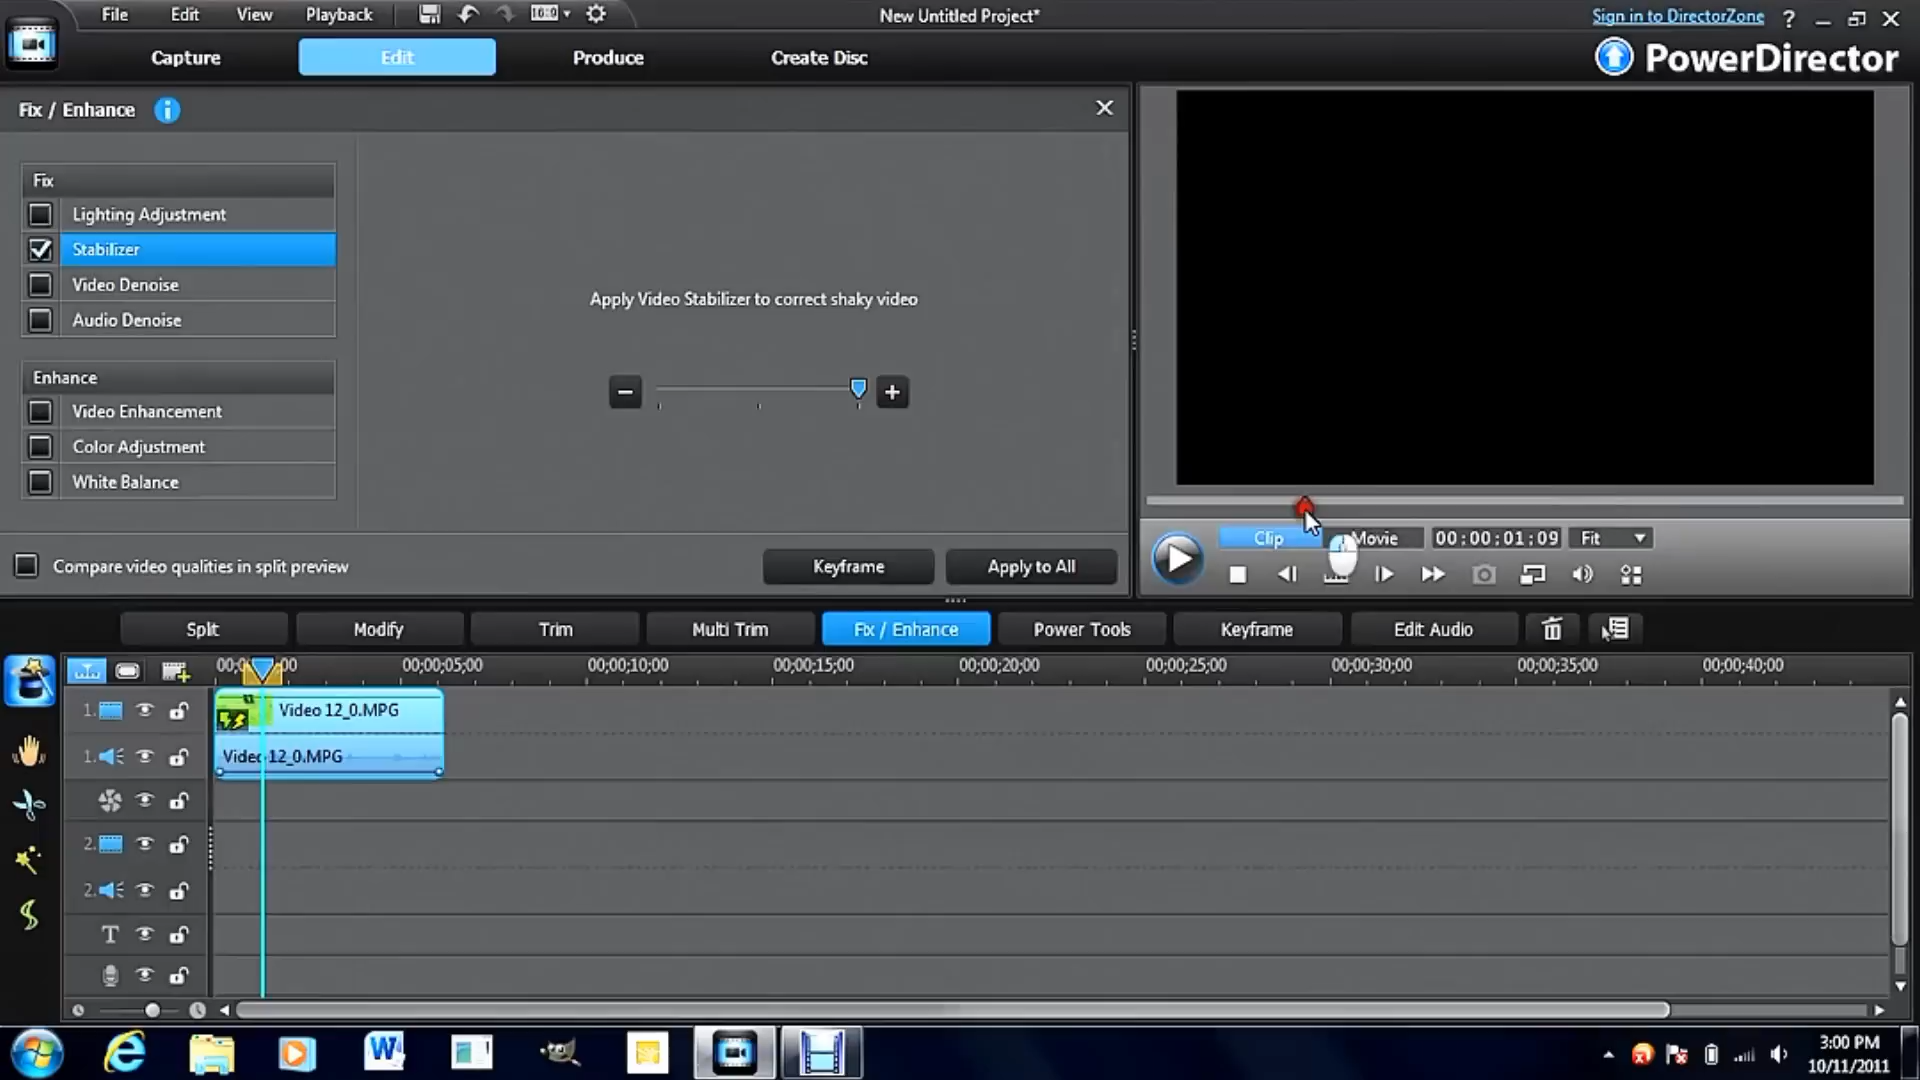 File Edit View Playback
New Untitled Project*
Sign in to DirectorZone ?
Capture Edit Produce Create Disc
PowerDirector
Fix / Enhance i
Fix
Lighting Adjustment
Stabilizer
Video Denoise
Audio Denoise
Enhance
Video Enhancement
Color Adjustment
White Balance
Apply Video Stabilizer to correct shaky video
Compare video qualities in split preview
Keyframe Apply to All
Clip Movie 00:00:01:09 Fit
Split Modify Trim Multi Trim Fix / Enhance Power Tools Keyframe Edit Audio
00;00;05;00 00;00;10;00 00;00;15;00 00;00;20;00 00;00;25;00 00;00;30;00 00;00;35;00 00;00;40;00
1. Video 12_0.MPG
1. Video 12_0.MPG
2.
2.
T
3:00 PM
10/11/2011